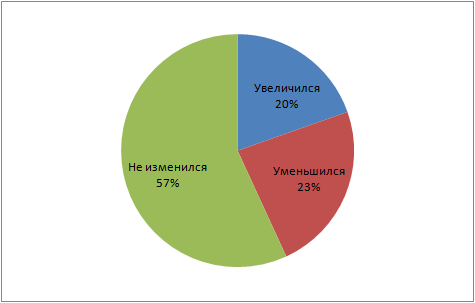 Увеличился
20%
Уменьшился
23%
Не изменился
57%